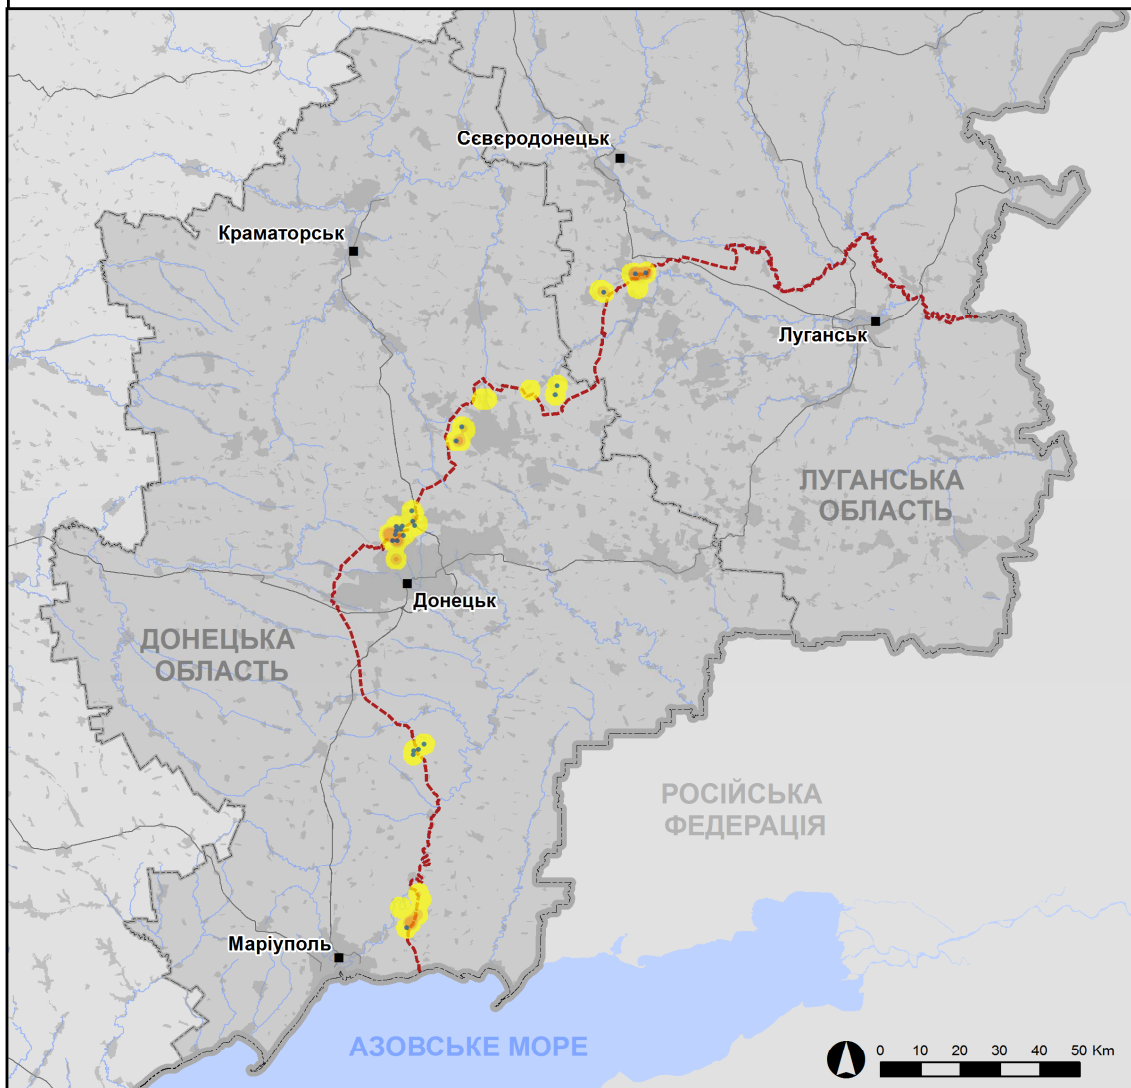 Сєвєродонецьк
Краматорськ
Луганськ
ЛУГАНСЬКА
ОБЛАСТЬ
Донецьк
ДОНЕЦЬКА
ОБЛАСТЬ
РОСІЙСЬКА
ФЕДЕРАЦІЯ
Маріуполь
АЗОВСЬКЕ МОРЕ
0 10 20 30 40 50 Km